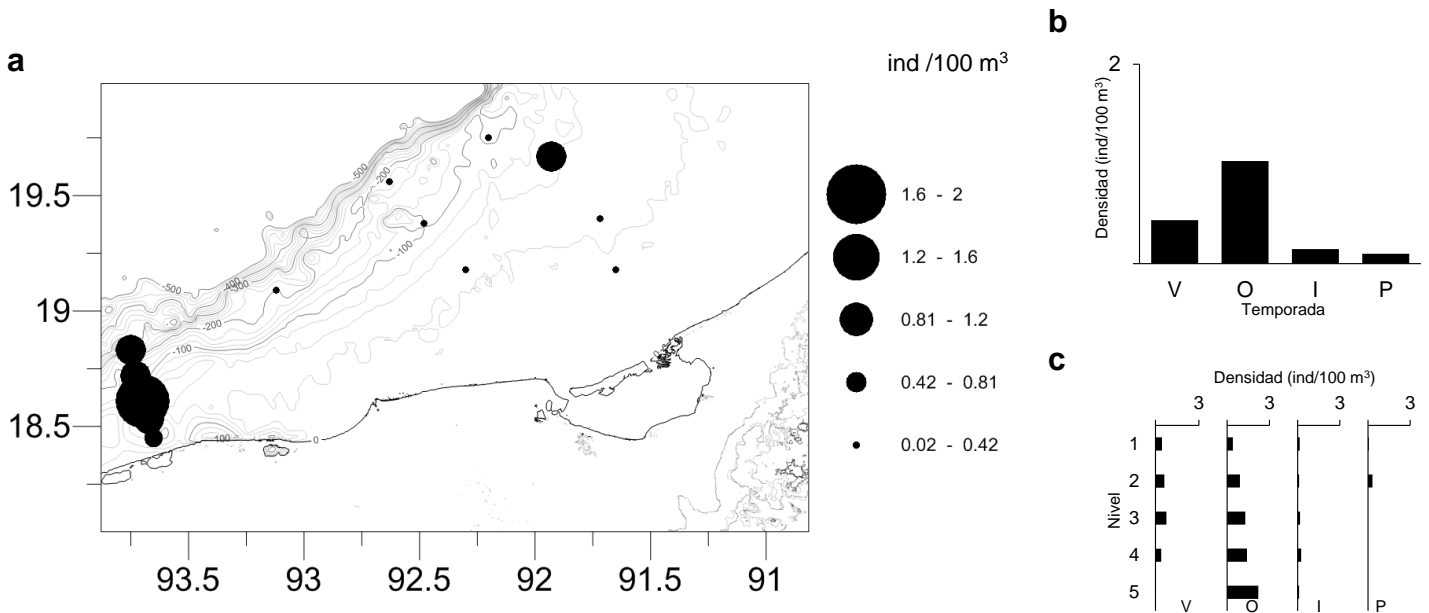 a
ind /100 m³
19.5
19
18.5
93.5 93 92.5 92 91.5 91
-500
-200
-100
-500
-400
-200
-100
100
0
1.6 - 2
1.2 - 1.6
0.81 - 1.2
0.42 - 0.81
0.02 - 0.42
b
2
Densidad (ind/100 m³)
V O I P
Temporada
c
Densidad (ind/100 m³)
3 3 3 3
Nivel
1
2
3
4
5
V O I P